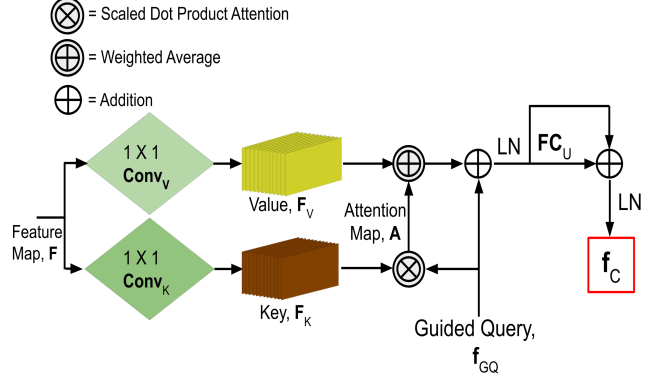 = Scaled Dot Product Attention
= Weighted Average
= Addition
1 X 1
Conv_V
Value, F_V
LN
FC_U
LN
Feature
Map, F
Attention
Map, A
1 X 1
Conv_K
Key, F_K
f_C
Guided Query,
f_GQ